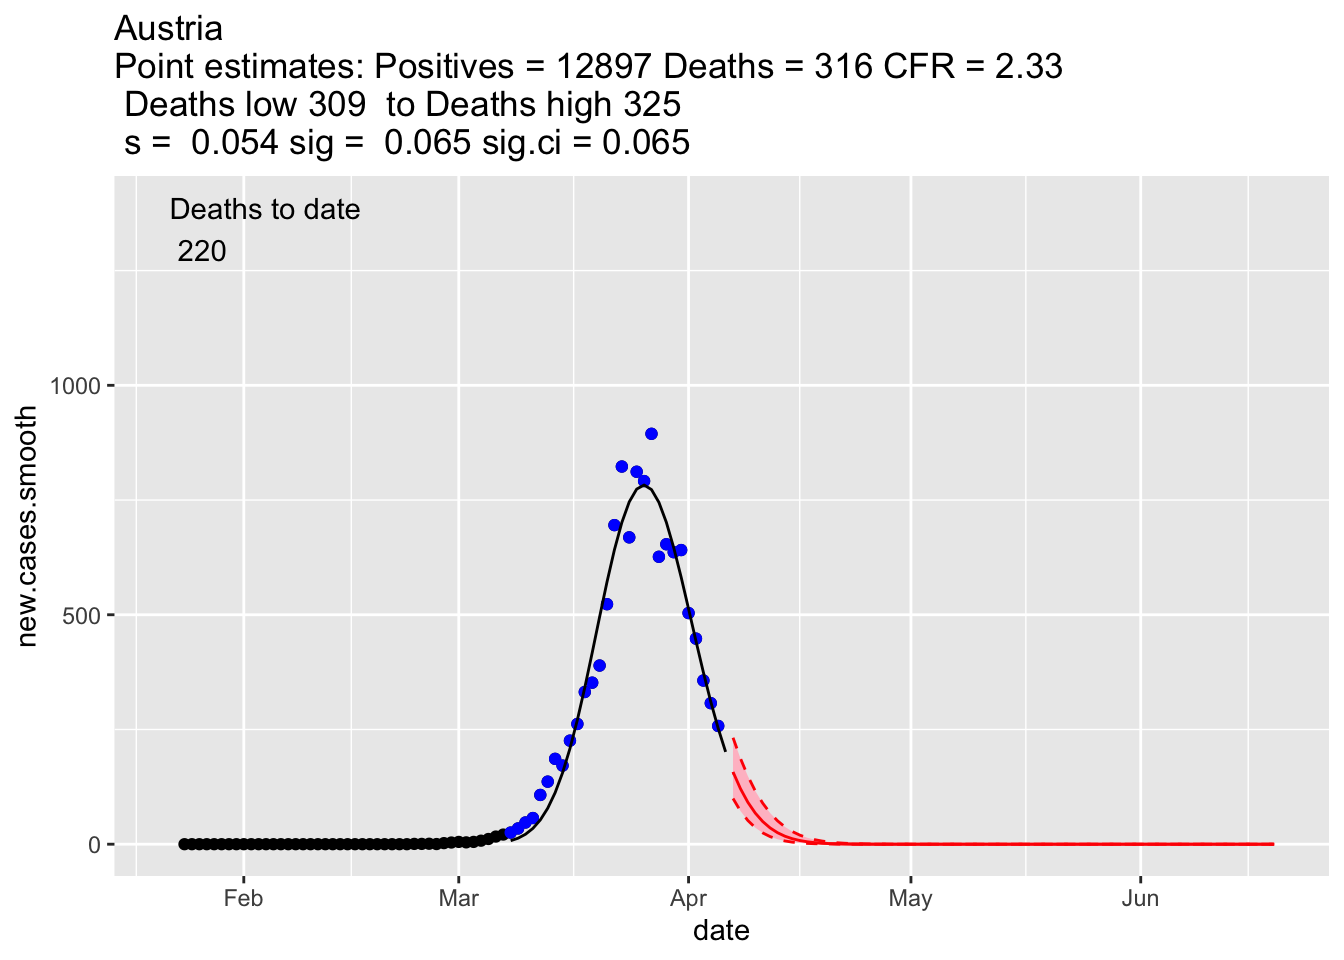 Austria
Point estimates: Positives = 12897 Deaths = 316 CFR = 2.33
Deaths low 309  to Deaths high 325
s =  0.054 sig =  0.065 sig.ci = 0.065
Deaths to date
220
1000
500
0
new.cases.smooth
Feb Mar Apr May Jun
date